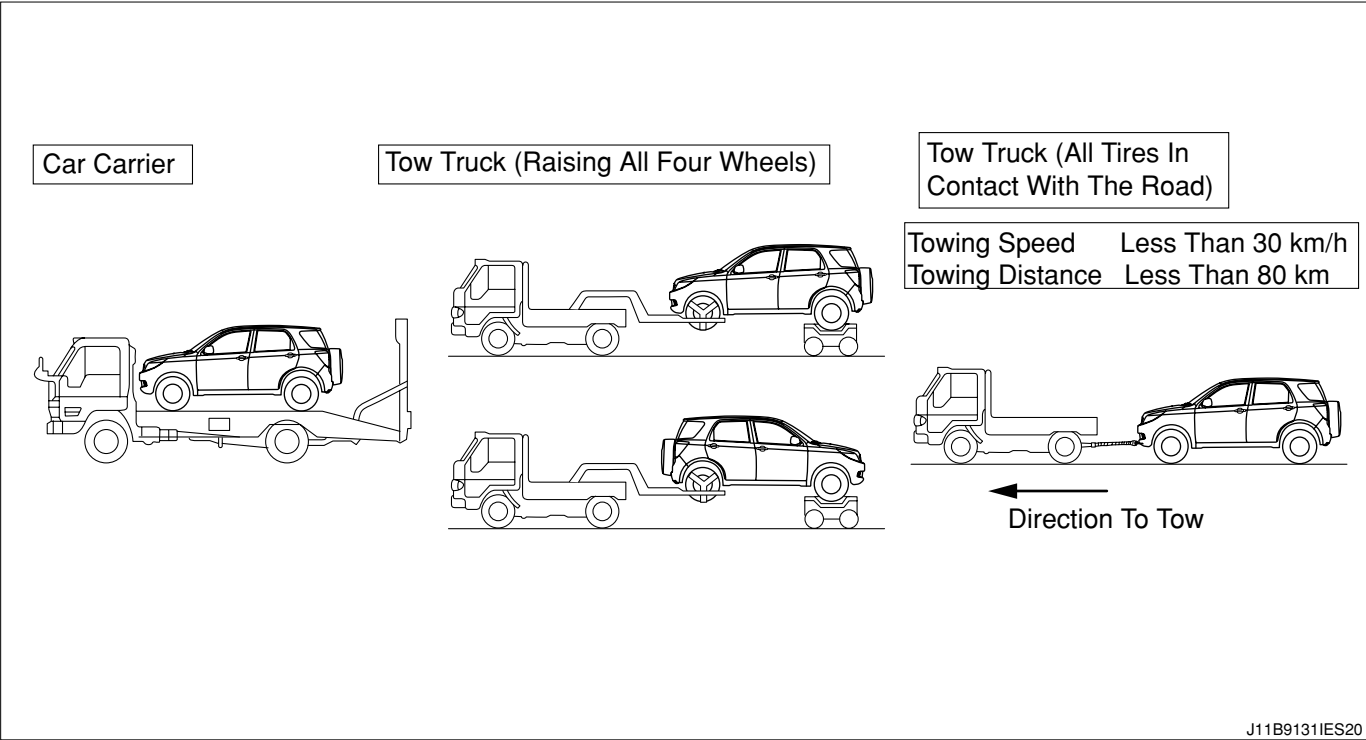 Car Carrier
Tow Truck (Raising All Four Wheels)
Tow Truck (All Tires In
Contact With The Road)
Towing Speed Less Than 30 km/h
Towing Distance Less Than 80 km
Direction To Tow
J11B9131IES20